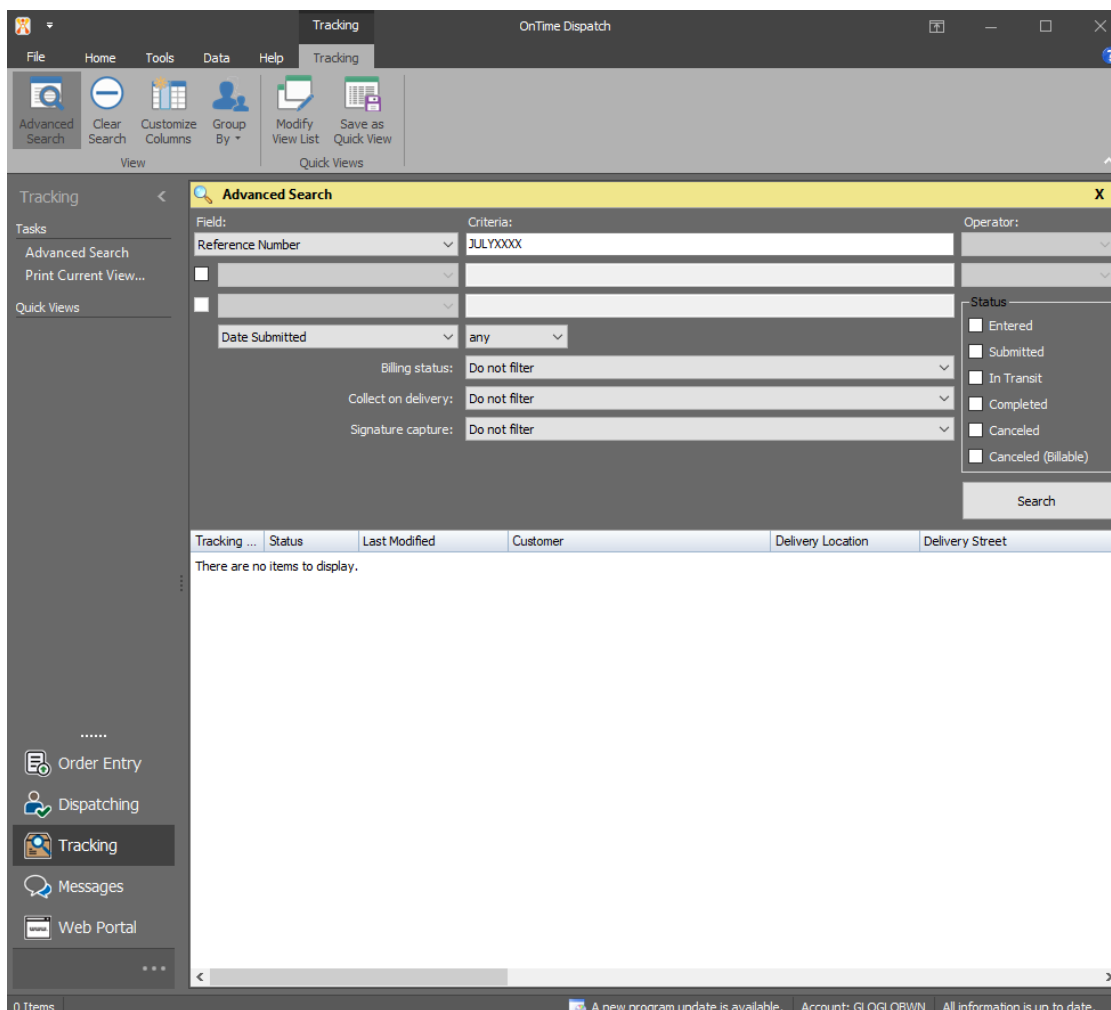 Tracking
OnTime Dispatch
File Home Tools Data Help Tracking
Advanced Search
Clear Search
Customize Columns
Group By
Modify View List
Save as Quick View
View
Quick Views
Tracking
Tasks
Advanced Search
Print Current View...
Quick Views
Advanced Search X
Field: Criteria: Operator:
Reference Number JULYXXXX
Status
Date Submitted any
Entered
Submitted
Billing status: Do not filter
In Transit
Collect on delivery: Do not filter
Completed
Signature capture: Do not filter
Canceled
Canceled (Billable)
Search
Tracking ... Status Last Modified Customer Delivery Location Delivery Street
There are no items to display.
Order Entry
Dispatching
Tracking
Messages
Web Portal
0 Items A new program update is available. Account: GLOGLOBWN All information is up to date.